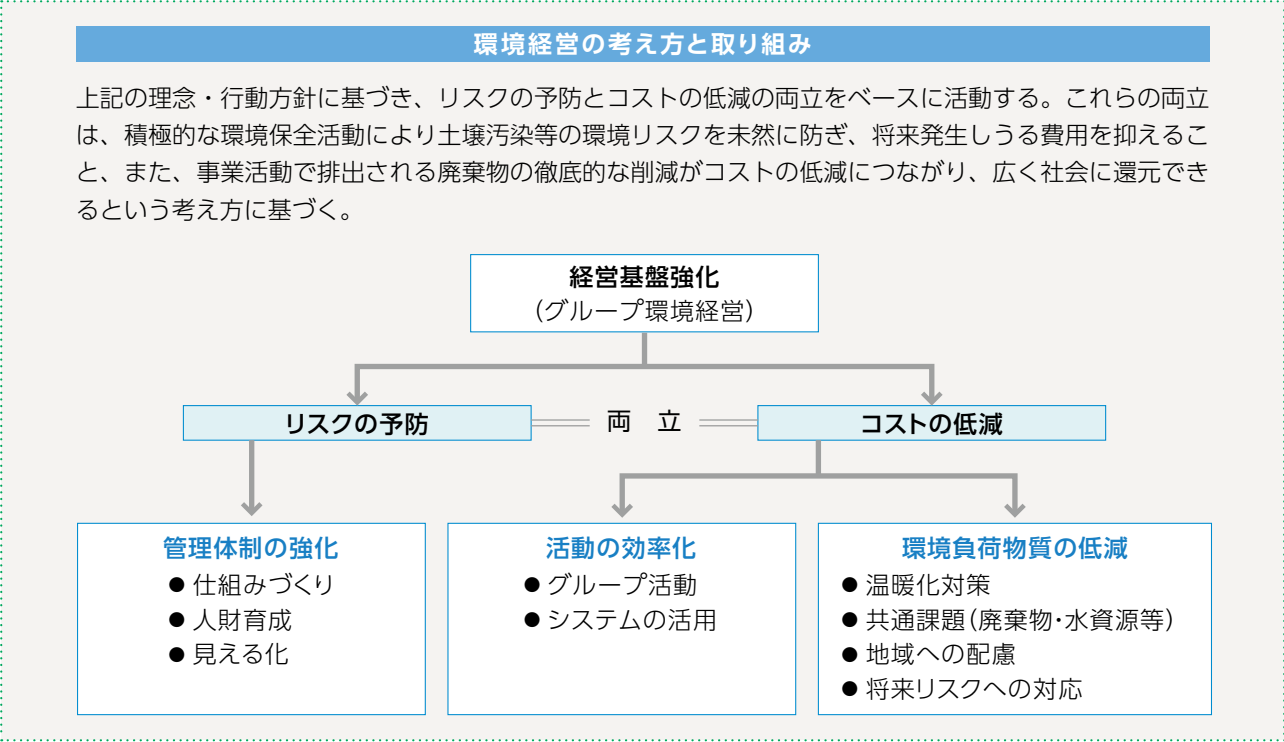 環境経営の考え方と取り組み
上記の理念・行動方針に基づき、リスクの予防とコストの低減の両立をベースに活動する。これらの両立
は、積極的な環境保全活動により土壌汚染等の環境リスクを未然に防ぎ、将来発生しうる費用を抑えるこ
と、また、事業活動で排出される廃棄物の徹底的な削減がコストの低減につながり、広く社会に還元でき
るという考え方に基づく。
経営基盤強化
(グループ環境経営)
リスクの予防
両 立
コストの低減
管理体制の強化
● 仕組みづくり
● 人財育成
● 見える化
活動の効率化
● グループ活動
● システムの活用
環境負荷物質の低減
● 温暖化対策
● 共通課題(廃棄物・水資源等)
● 地域への配慮
● 将来リスクへの対応